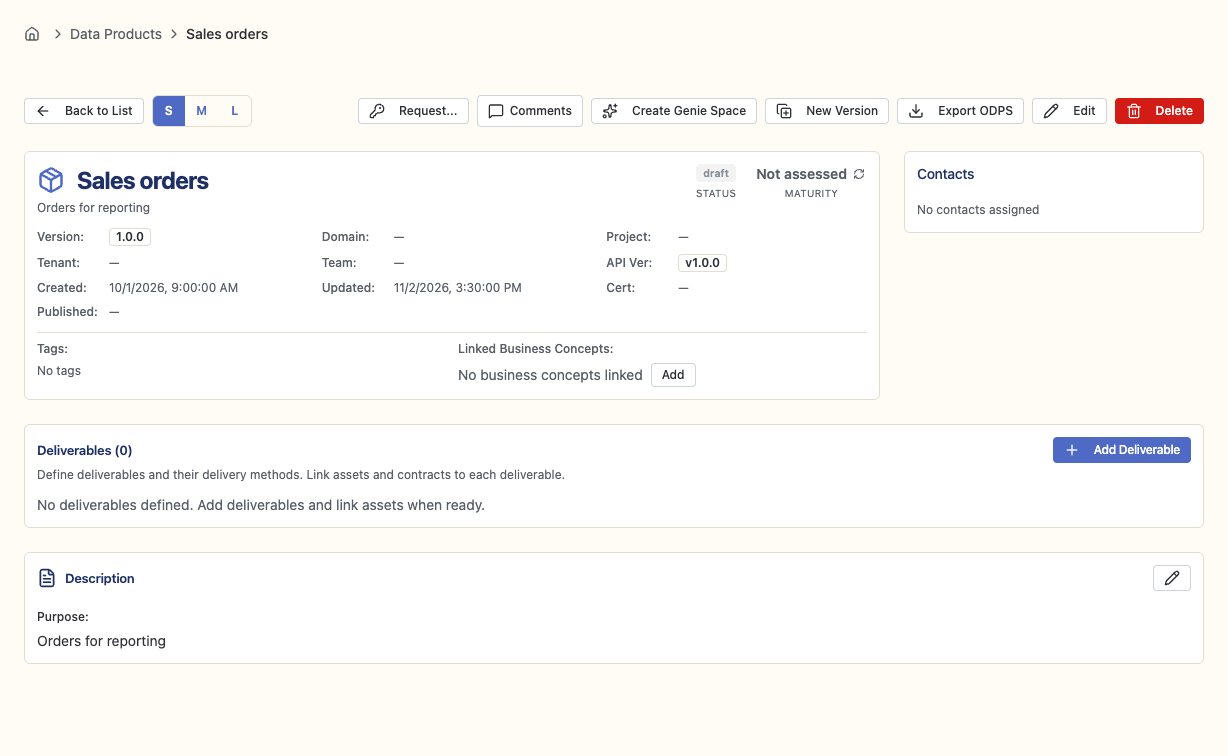 Data Products > Sales orders
Back to List S M L Request... Comments Create Genie Space New Version Export ODPS Edit Delete
Sales orders
draft
STATUS
Not assessed
MATURITY
Orders for reporting
Version: 1.0.0 Domain: — Project: —
Tenant: — Team: — API Ver: v1.0.0
Created: 10/1/2026, 9:00:00 AM Updated: 11/2/2026, 3:30:00 PM Cert: —
Published: —
Tags:
No tags
Linked Business Concepts:
No business concepts linked Add
Contacts
No contacts assigned
Deliverables (0)
Add Deliverable
Define deliverables and their delivery methods. Link assets and contracts to each deliverable.
No deliverables defined. Add deliverables and link assets when ready.
Description
Purpose:
Orders for reporting